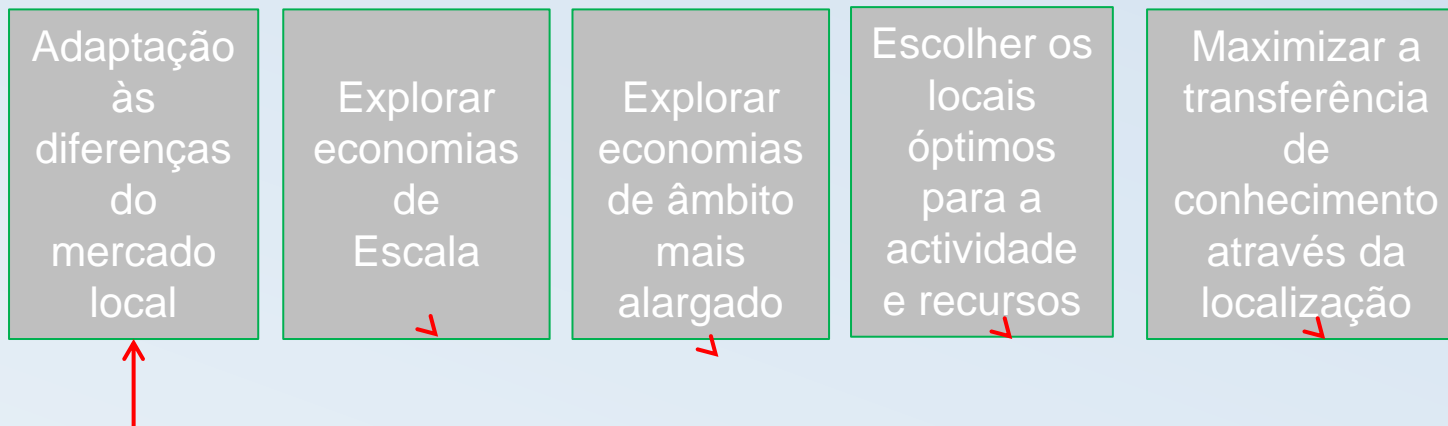 Adaptação
às
diferenças
do
mercado
local
Explorar
economias
de
Escala
Explorar
economias
de âmbito
mais
alargado
Escolher os
locais
óptimos
para a
actividade
e recursos
Maximizar a
transferência
de
conhecimento
através da
localização